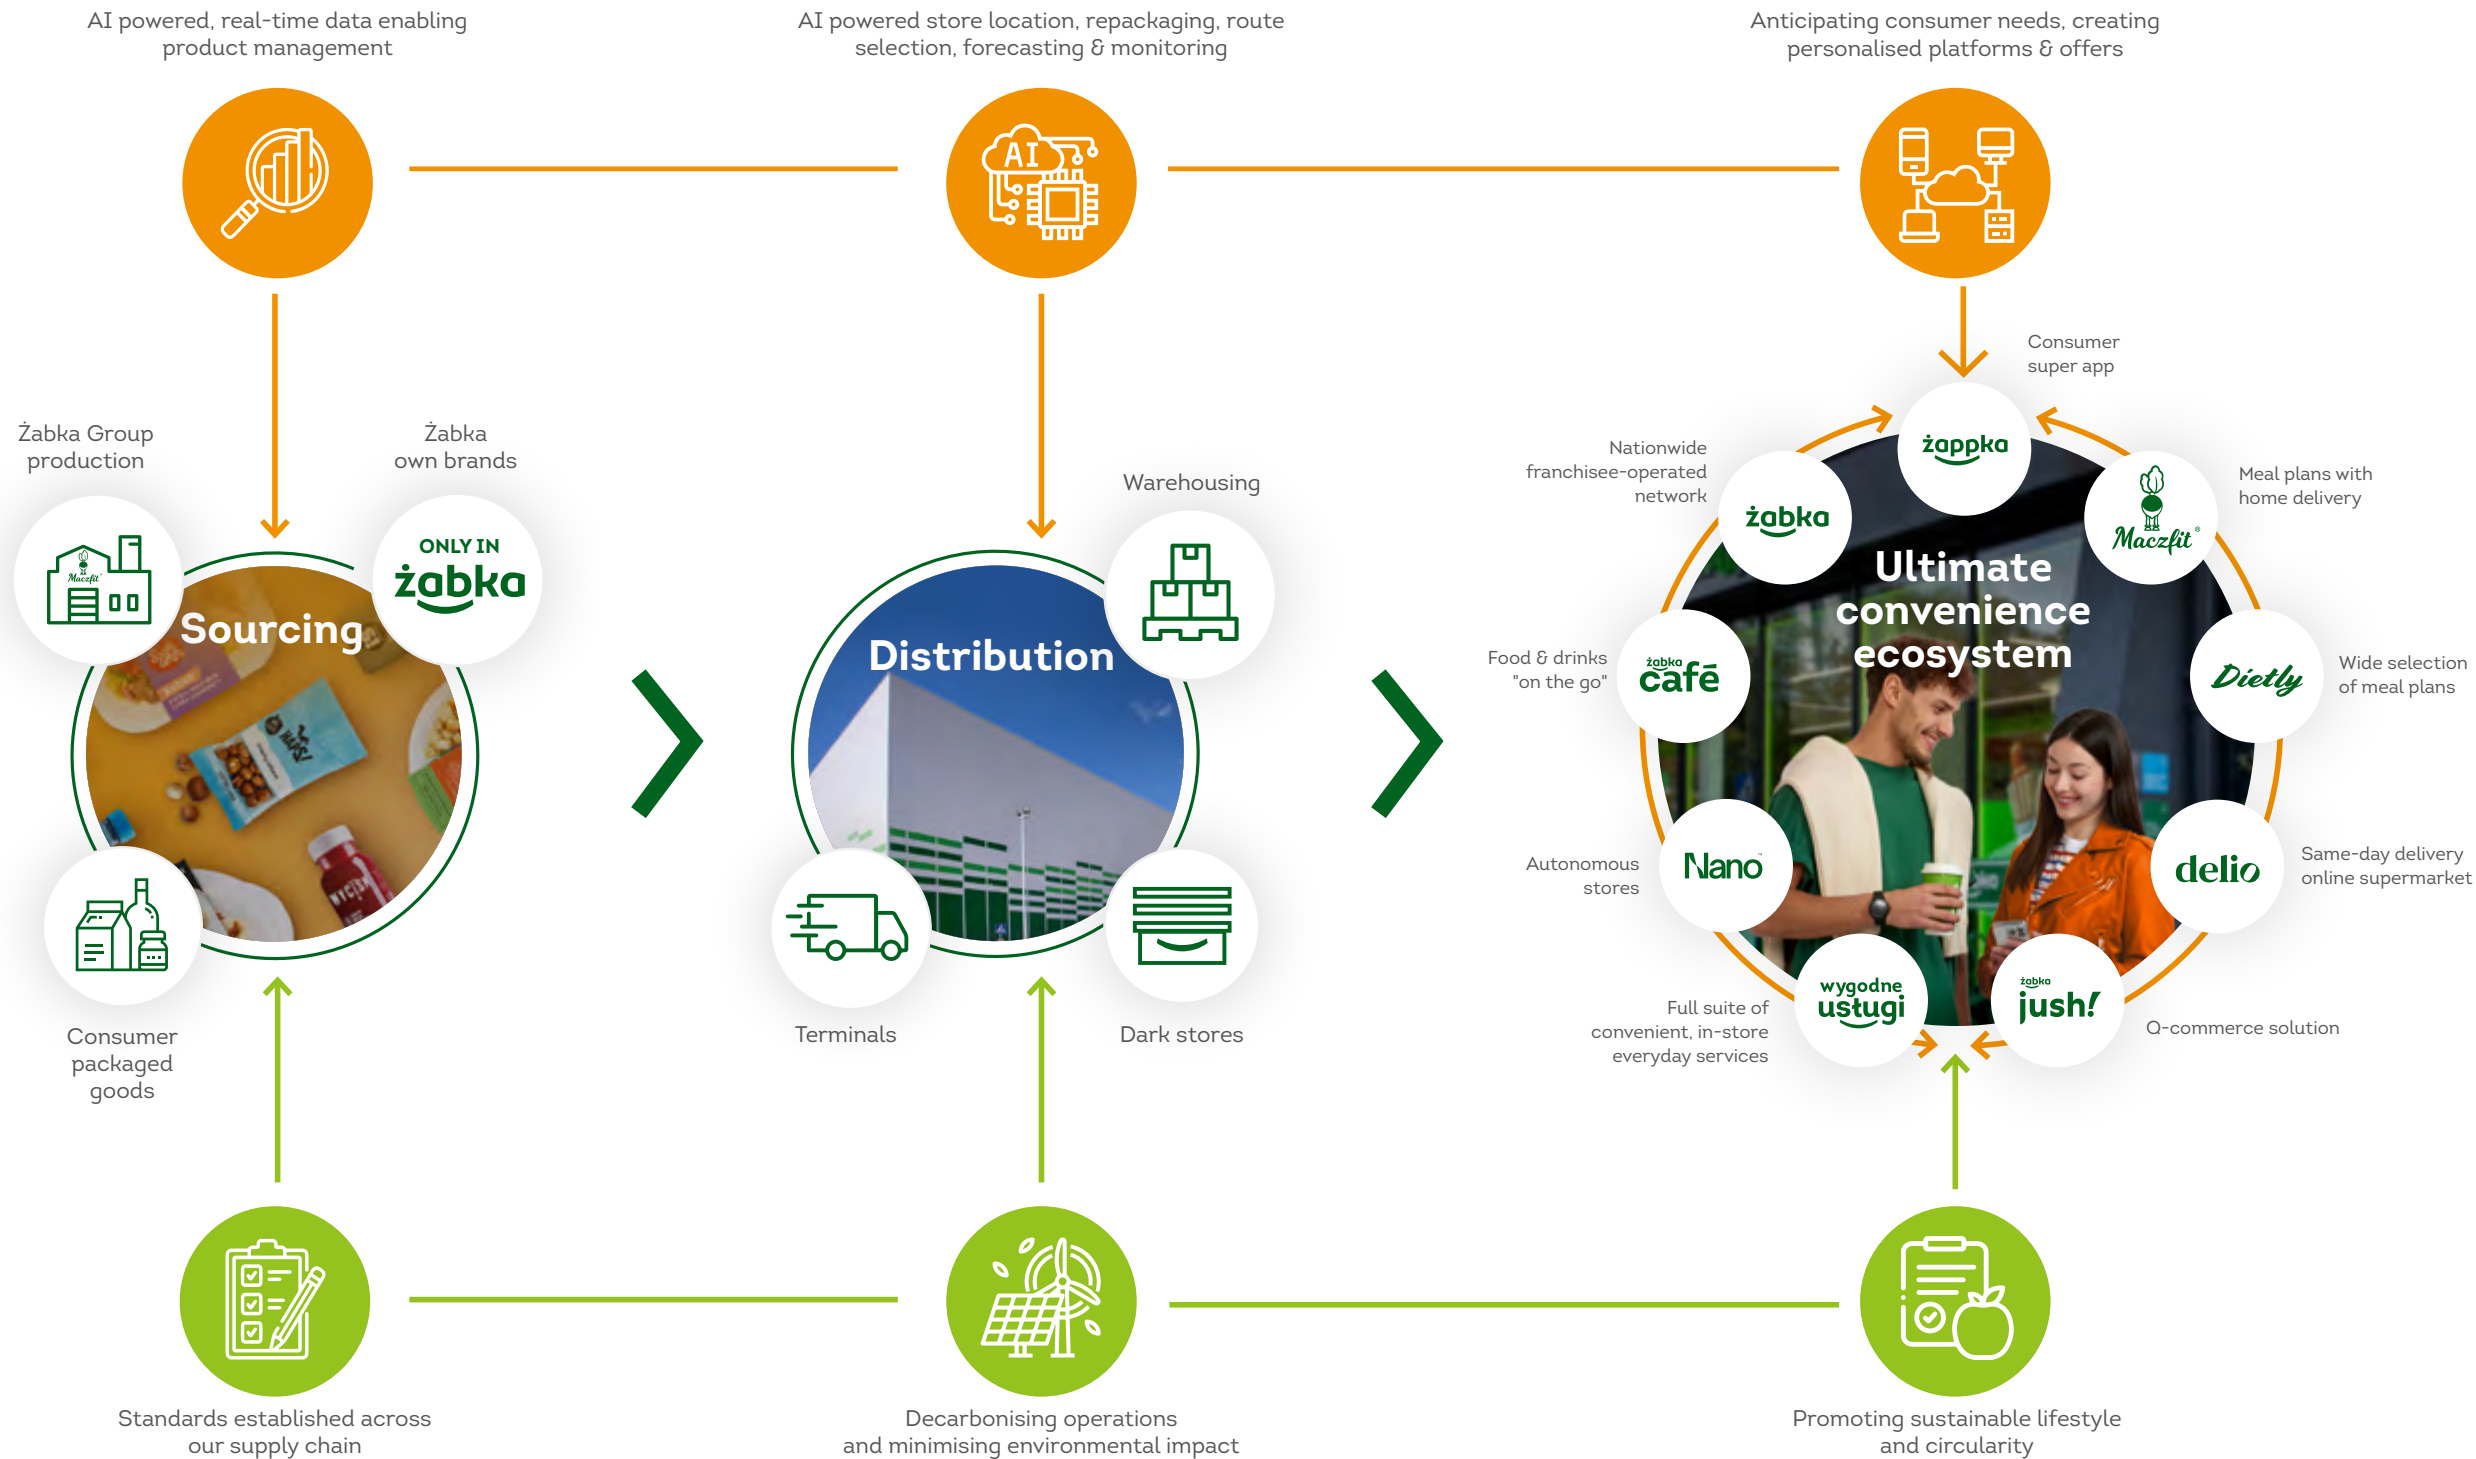 AI powered, real-time data enabling
product management
AI powered store location, repackaging, route
selection, forecasting & monitoring
Anticipating consumer needs, creating
personalised platforms & offers
AI
Żabka Group
production
Maczfit
Żabka
own brands
ONLY IN
żabka
Sourcing
HAPS!
Consumer
packaged
goods
Warehousing
Distribution
Terminals
Dark stores
Consumer
super app
żappka
Nationwide
franchisee-operated
network
żabka
Meal plans with
home delivery
Maczfit®
Ultimate
convenience
ecosystem
Food & drinks
"on the go"
żabka
café
Dietly
Wide selection
of meal plans
Autonomous
stores
Nano™
delio
Same-day delivery
online supermarket
Full suite of
convenient, in-store
everyday services
wygodne
usługi
żabka
jush!
Q-commerce solution
Standards established across
our supply chain
Decarbonising operations
and minimising environmental impact
Promoting sustainable lifestyle
and circularity